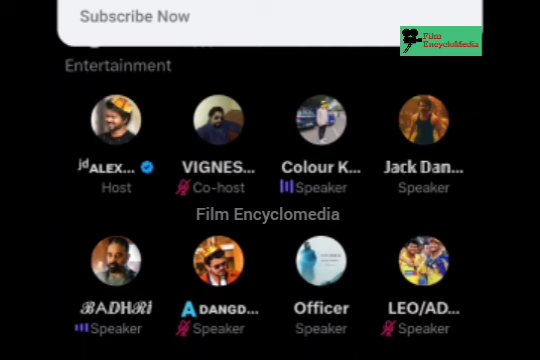 Subscribe Now
Film
EncycloMedia
Entertainment
ʲᵈALEX...
VIGNES...
Colour K...
Jack Dan...
Host
Co-host
Speaker
Speaker
Film Encyclomedia
ℬADHRi
A DANGD...
Officer
LEO/AD...
Speaker
Speaker
Speaker
Speaker